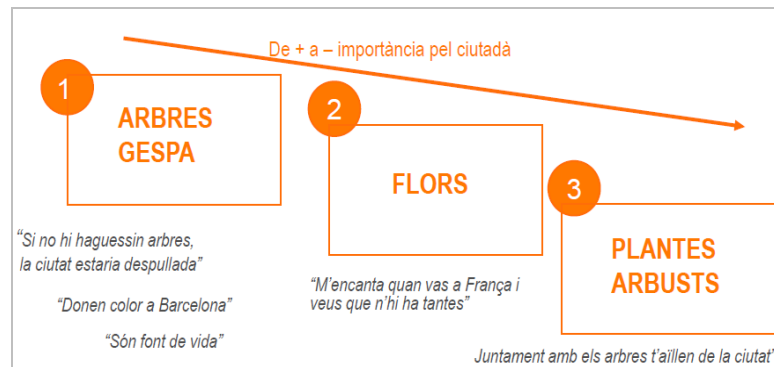 De + a – importància pel ciutadà
1
ARBRES
GESPA
“Si no hi haguessin arbres,
la ciutat estaria despullada”
“Donen color a Barcelona”
“Són font de vida”
2
FLORS
“M’encanta quan vas a França i
veus que n’hi ha tantes”
3
PLANTES
ARBUSTS
Juntament amb els arbres t’aïllen de la ciutat”